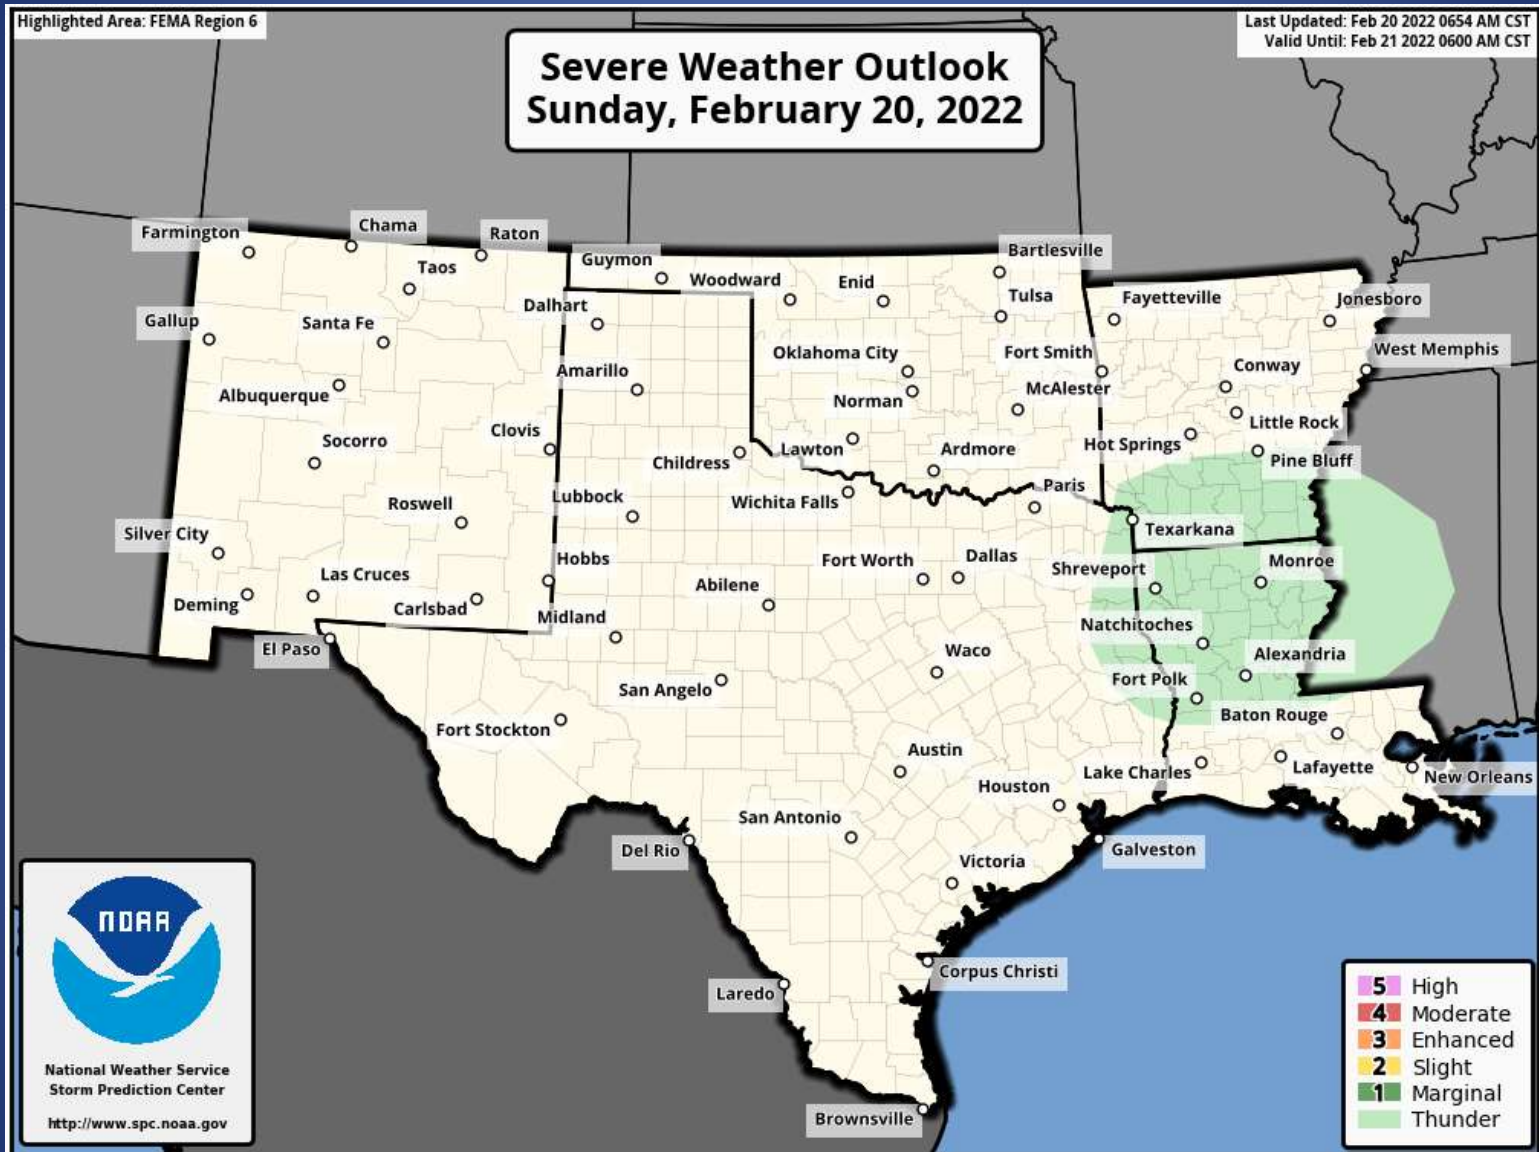 Highlighted Area: FEMA Region 6
Last Updated: Feb 20 2022 0654 AM CST
Valid Until: Feb 21 2022 0600 AM CST
Severe Weather Outlook
Sunday, February 20, 2022
Farmington
Chama
Raton
Taos
Guymon
Woodward
Enid
Bartlesville
Tulsa
Fayetteville
Jonesboro
Gallup
Santa Fe
Dalhart
Oklahoma City
Fort Smith
West Memphis
Albuquerque
Amarillo
Norman
McAlester
Conway
Little Rock
Socorro
Clovis
Childress
Lawton
Ardmore
Hot Springs
Pine Bluff
Roswell
Lubbock
Wichita Falls
Paris
Silver City
Texarkana
Las Cruces
Hobbs
Abilene
Fort Worth
Dallas
Shreveport
Monroe
Deming
Carlsbad
Midland
Natchitoches
El Paso
Waco
Alexandria
San Angelo
Fort Polk
Fort Stockton
Baton Rouge
Austin
Lake Charles
Lafayette
New Orleans
Houston
San Antonio
Del Rio
Galveston
Victoria
Corpus Christi
Laredo
Brownsville
NOAA
National Weather Service
Storm Prediction Center
http://www.spc.noaa.gov
5 High
4 Moderate
3 Enhanced
2 Slight
1 Marginal
Thunder